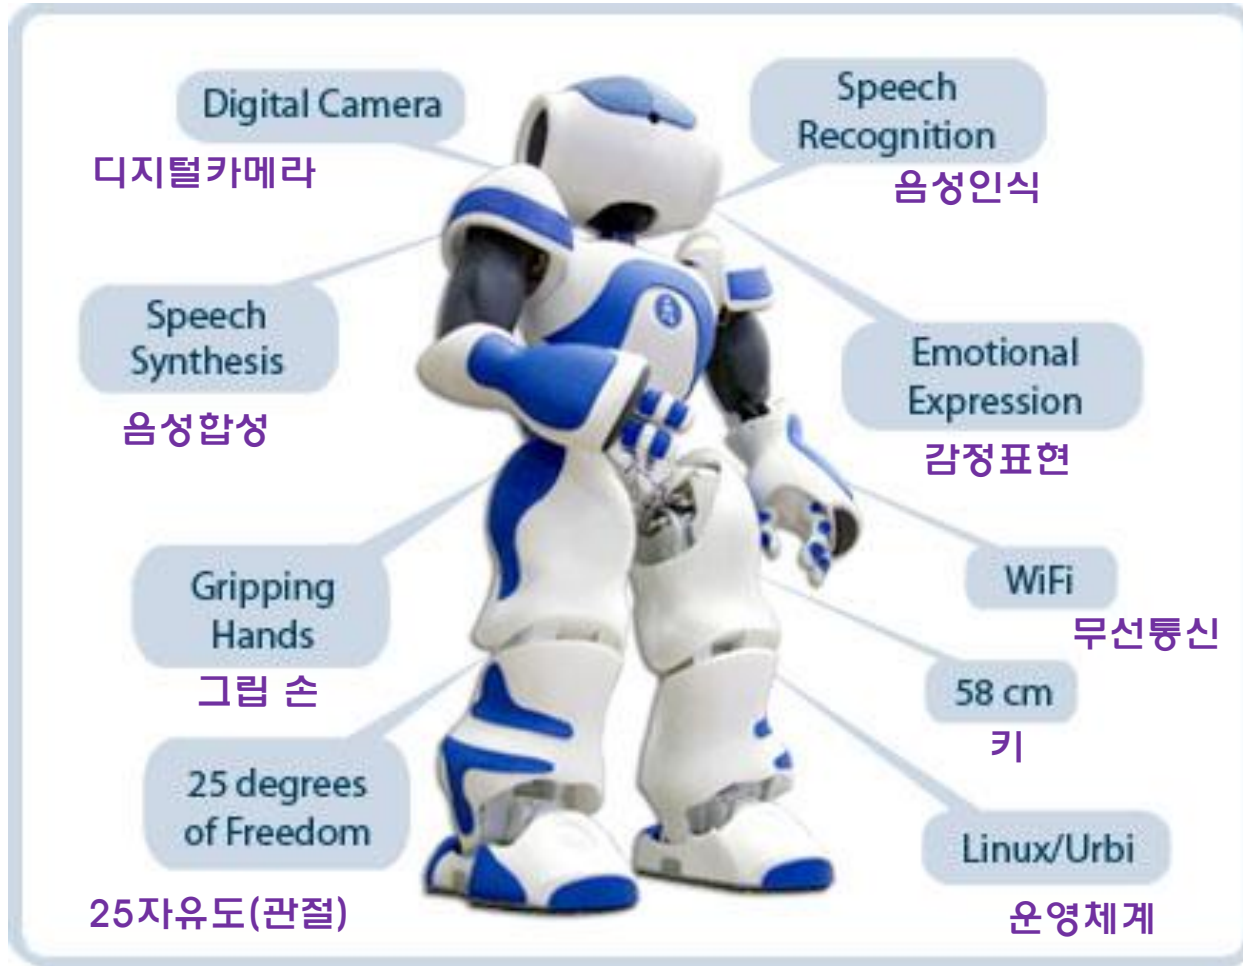 Digital Camera
디지털카메라
Speech
Recognition
음성인식
Speech
Synthesis
음성합성
Emotional
Expression
감정표현
Gripping
Hands
그립 손
WiFi
무선통신
58 cm
키
25 degrees
of Freedom
25자유도(관절)
Linux/Urbi
운영체계